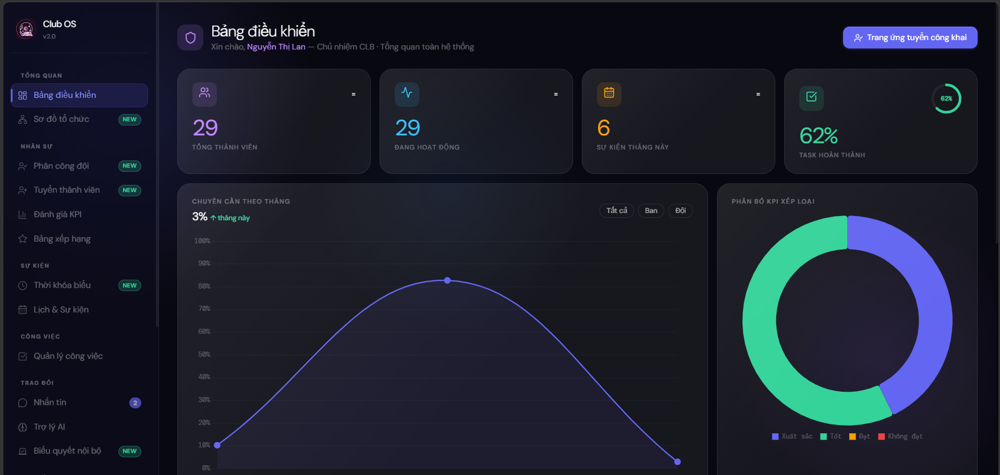 Club OS
v2.0
TỔNG QUAN
Bảng điều khiển
Sơ đồ tổ chức NEW
NHÂN SỰ
Phân công đội NEW
Tuyển thành viên NEW
Đánh giá KPI
Bảng xếp hạng
SỰ KIỆN
Thời khóa biểu NEW
Lịch & Sự kiện
CÔNG VIỆC
Quản lý công việc
TRAO ĐỔI
Nhắn tin 2
Trợ lý AI
Biểu quyết nội bộ NEW
Bảng điều khiển
Xin chào, Nguyễn Thị Lan — Chủ nhiệm CLB · Tổng quan toàn hệ thống
Trang ứng tuyển công khai
=
29
TỔNG THÀNH VIÊN
=
29
ĐANG HOẠT ĐỘNG
=
6
SỰ KIỆN THÁNG NÀY
62%
62%
TASK HOÀN THÀNH
CHUYÊN CẦN THEO THÁNG
3% ↑ tháng này
Tất cả Ban Đội
100%
90%
80%
70%
60%
50%
40%
30%
20%
10%
0%
PHÂN BỐ KPI XẾP LOẠI
Xuất sắc Tốt Đạt Không đạt